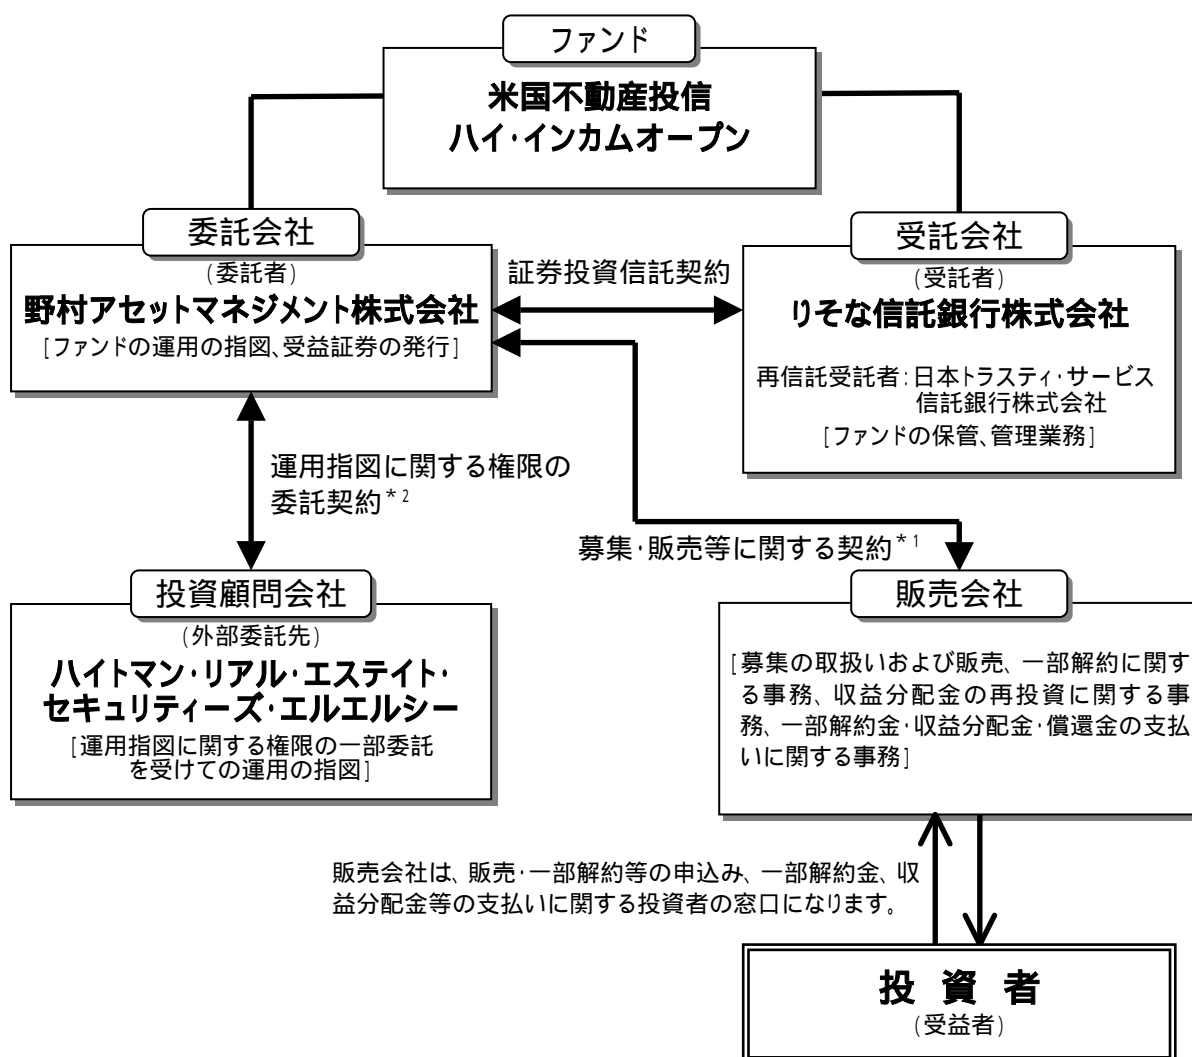 ファンド
米国不動産投信
ハイ・インカムオープン
委託会社
(委託者)
野村アセットマネジメント株式会社
[ファンドの運用の指図、受益証券の発行]
証券投資信託契約
受託会社
(受託者)
りそな信託銀行株式会社
再信託受託者:日本トラスティ・サービス
信託銀行株式会社
[ファンドの保管、管理業務]
運用指図に関する権限の
委託契約*2
募集・販売等に関する契約*1
投資顧問会社
(外部委託先)
ハイトマン・リアル・エステイト・
セキュリティーズ・エルエルシー
[運用指図に関する権限の一部委託
を受けての運用の指図]
販売会社
[募集の取扱いおよび販売、一部解約に関す
る事務、収益分配金の再投資に関する事
務、一部解約金・収益分配金・償還金の支払
いに関する事務]
販売会社は、販売・一部解約等の申込み、一部解約金、収
益分配金等の支払いに関する投資者の窓口になります。
投 資 者
(受益者)